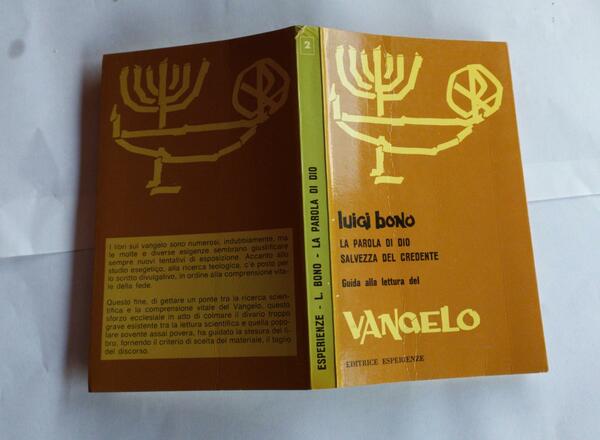 I libri sul vangelo sono numerosi, indubbiamente, ma
le molte e diverse esigenze sembrano giustificare
sempre nuovi tentativi di esposizione. Accanto allo
studio esegetico, alla ricerca teologica, c'è posto per
lo scritto divulgativo, in ordine alla comprensione vita-
le della fede.
Questo fine, di gettare un ponte tra la ricerca scien-
tifica e la comprensione vitale del Vangelo, questo
sforzo ecclesiale in atto di colmare il divario troppo
grave esistente tra la lettura scientifica e quella popo-
lare sovente assai povera, ha guidato la stesura del li-
bro, fornendo il criterio di scelta del materiale, il taglio
del discorso.
2
ESPERIENZE - L. BONO - LA PAROLA DI DIO
luigi bono
LA PAROLA DI DIO
SALVEZZA DEL CREDENTE
Guida alla lettura del
VANGELO
EDITRICE ESPERIENZE